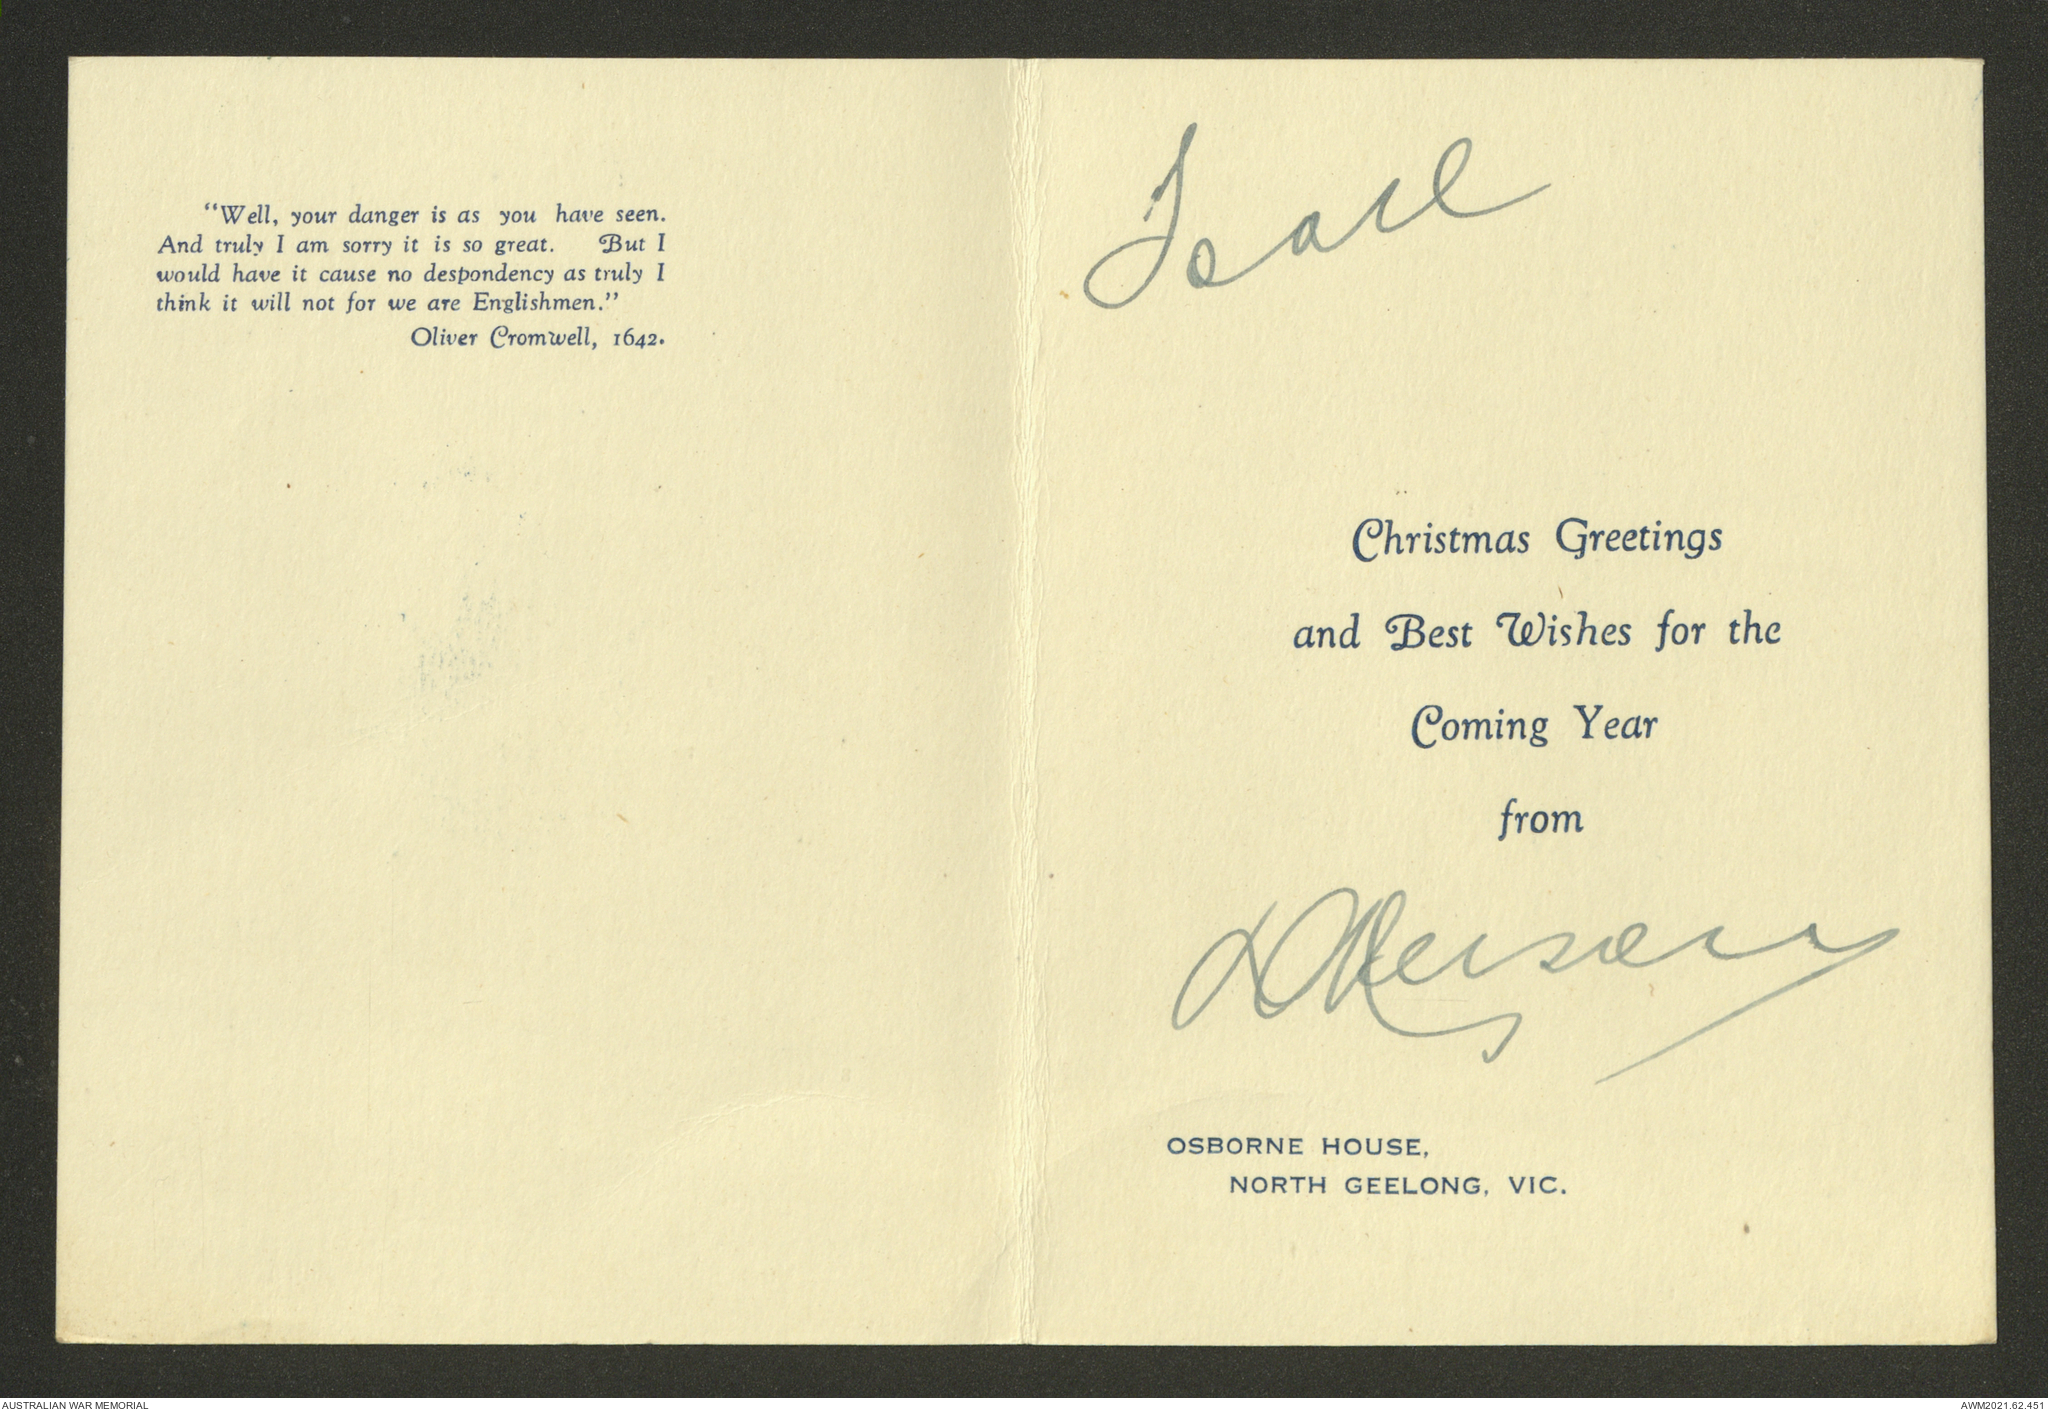 "Well, your danger is as you have seen.
And truly I am sorry it is so great. But I
would have it cause no despondency as truly I
think it will not for we are Englishmen."
Oliver Cromwell, 1642.
Christmas Greetings
and Best Wishes for the
Coming Year
from
OSBORNE HOUSE,
NORTH GEELONG, VIC.
AUSTRALIAN WAR MEMORIAL
AWM2021.62.451